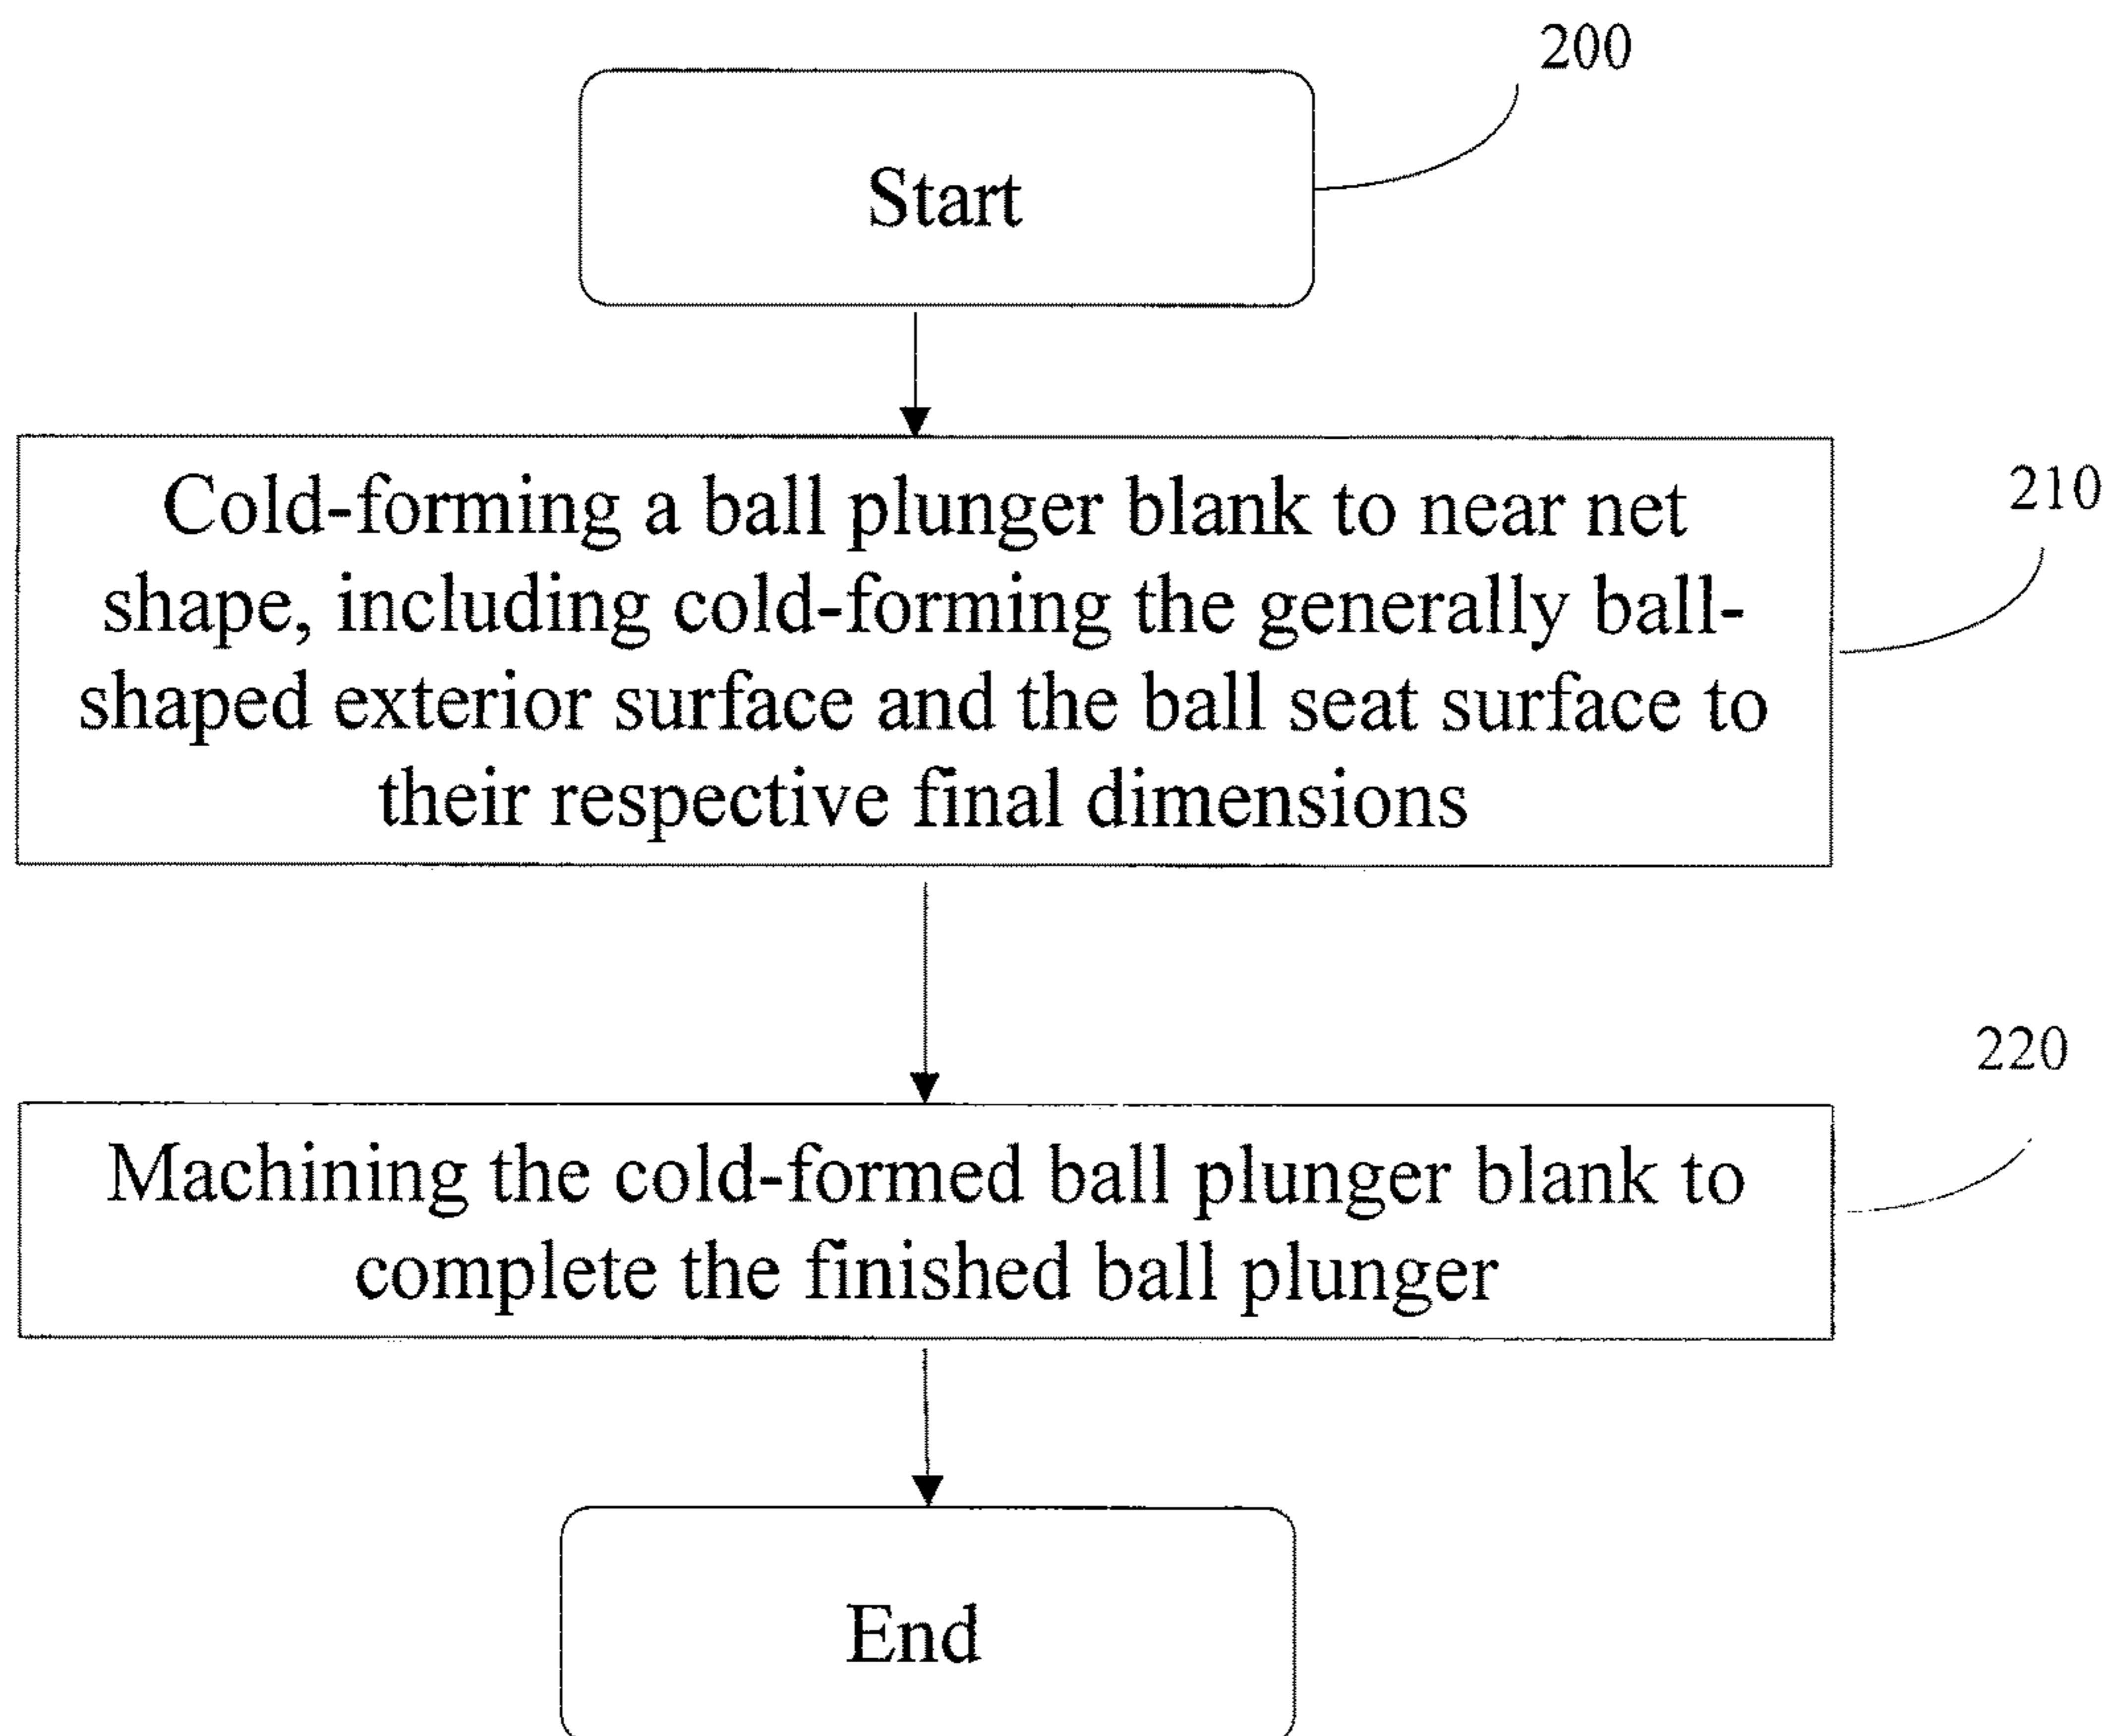 200
Start
210
Cold-forming a ball plunger blank to near net
shape, including cold-forming the generally ball-
shaped exterior surface and the ball seat surface to
their respective final dimensions
220
Machining the cold-formed ball plunger blank to
complete the finished ball plunger
End